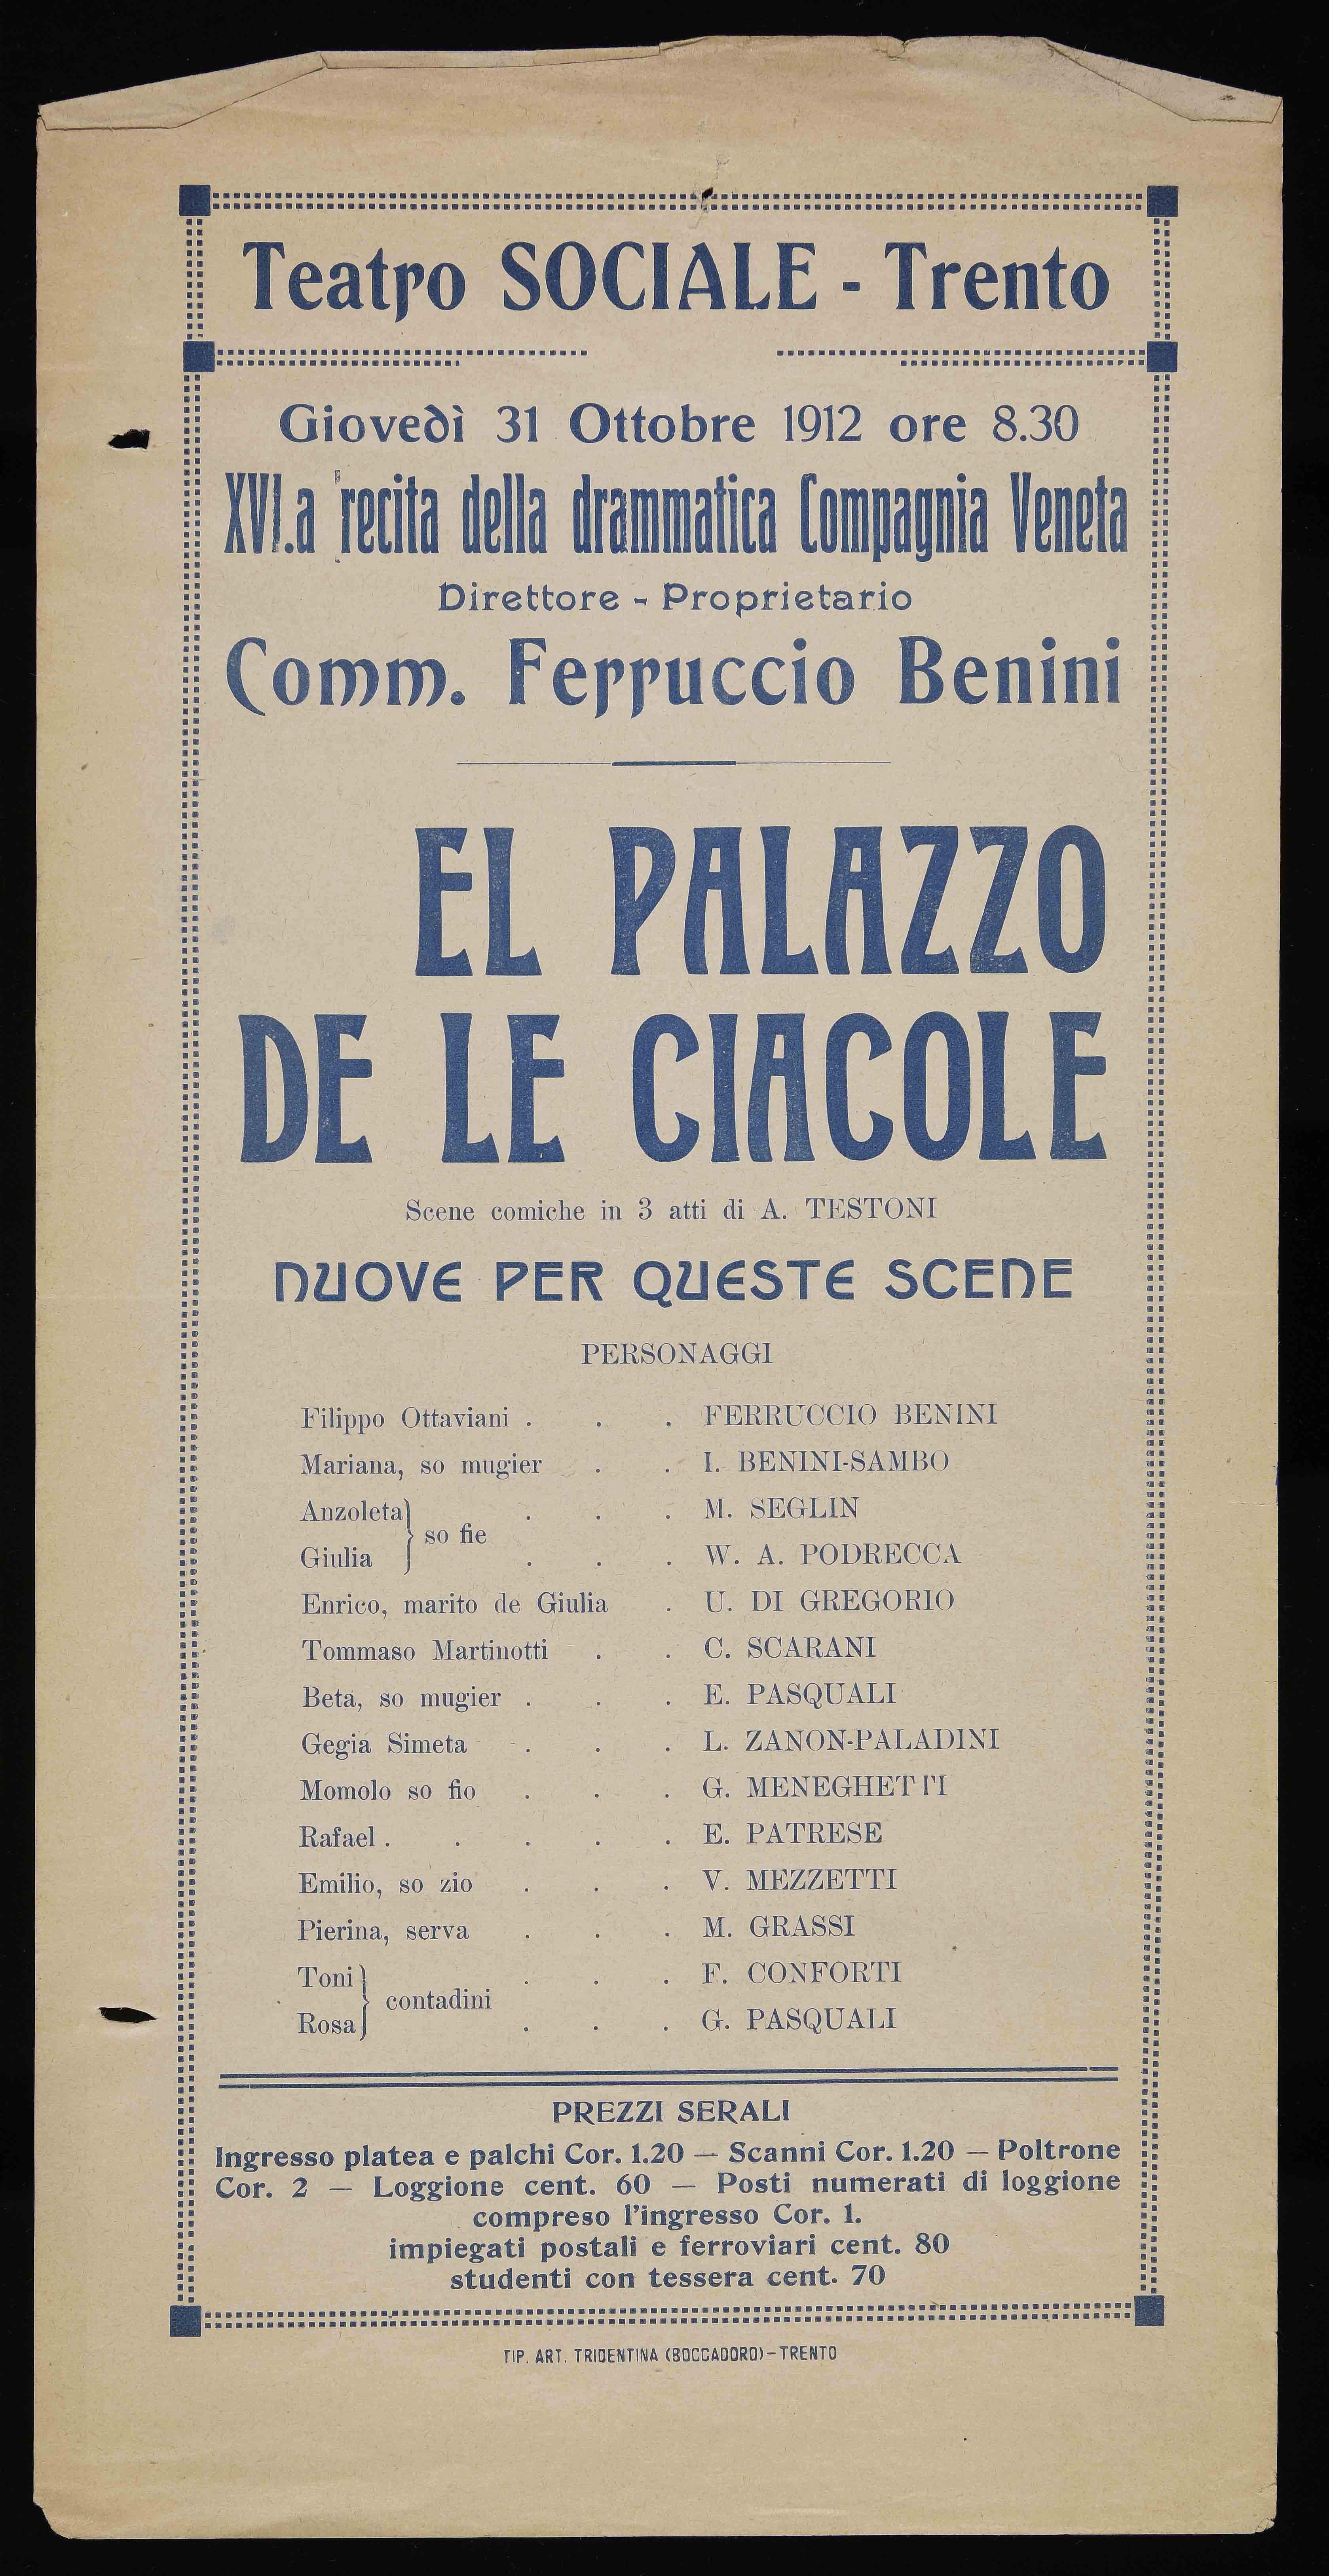 Teatro SOCIALE - Trento
Giovedì 31 Ottobre 1912 ore 8.30
XVI.a recita della drammatica Compagnia Veneta
Direttore - Proprietario
Comm. Ferruccio Benini
EL PALAZZO
DE LE CIACOLE
Scene comiche in 3 atti di A. TESTONI
NUOVE PER QUESTE SCENE
PERSONAGGI
Filippo Ottaviani . . . FERRUCCIO BENINI
Mariana, so mugier . . I. BENINI-SAMBO
Anzoleta } so fie . . . M. SEGLIN
Giulia . . . W. A. PODRECCA
Enrico, marito de Giulia . U. DI GREGORIO
Tommaso Martinotti . . C. SCARANI
Beta, so mugier . . . E. PASQUALI
Gegia Simeta . . . L. ZANON-PALADINI
Momolo so fio . . . G. MENEGHETTI
Rafael . . . . . E. PATRESE
Emilio, so zio . . . V. MEZZETTI
Pierina, serva . . . M. GRASSI
Toni } contadini . . . F. CONFORTI
Rosa . . . G. PASQUALI
PREZZI SERALI
Ingresso platea e palchi Cor. 1.20 — Scanni Cor. 1.20 — Poltrone
Cor. 2 — Loggione cent. 60 — Posti numerati di loggione
compreso l'ingresso Cor. 1.
impiegati postali e ferroviari cent. 80
studenti con tessera cent. 70
TIP. ART. TRIDENTINA (BOCCADORO) - TRENTO